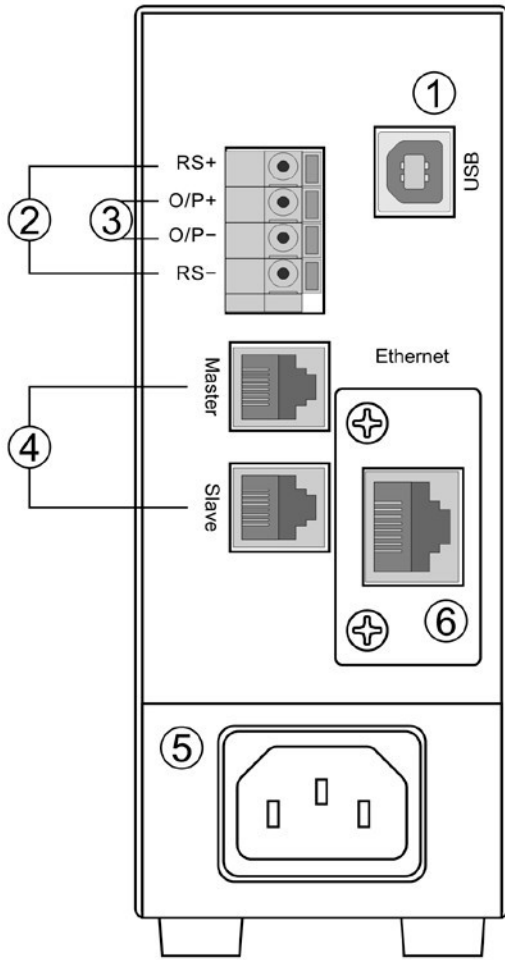 ①
USB
RS+
②
③
O/P+
O/P−
RS−
Ethernet
Master
④
Slave
⑥
⑤